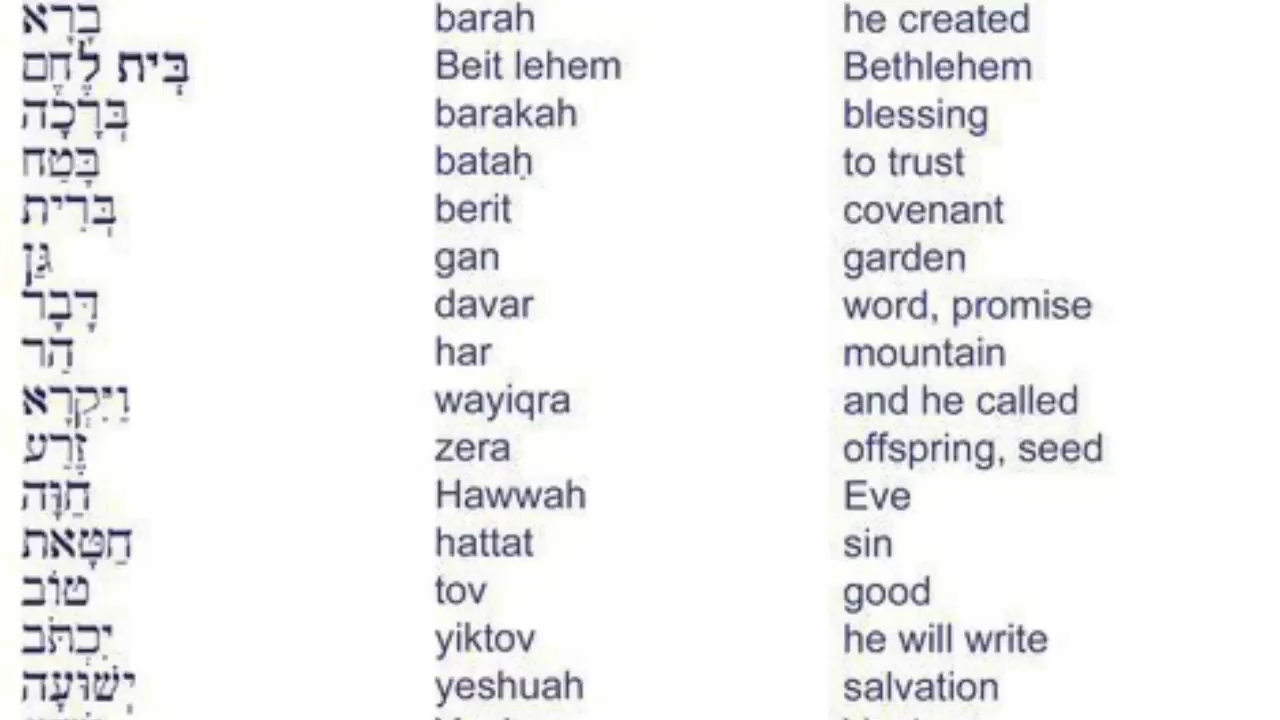 בָּרָא barah he created
בְּית לֶחֶם Beit lehem Bethlehem
בְּרָכָה barakah blessing
בָּטַח bataḥ to trust
בְּרִית berit covenant
גַּן gan garden
דָּבָר davar word, promise
הַר har mountain
וַיִּקְרָא wayiqra and he called
זֶרַע zera offspring, seed
חַוָּה Hawwah Eve
חַטָּאת hattat sin
טוֹב tov good
יִכְתֹּב yiktov he will write
יְשׁוּעָה yeshuah salvation